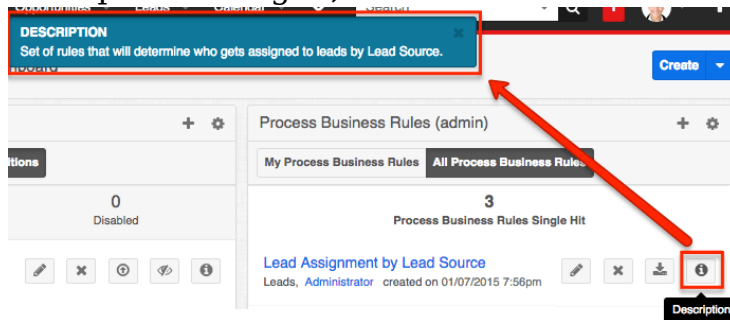 Opportunities Leads Calendar Search
DESCRIPTION
Set of rules that will determine who gets assigned to leads by Lead Source.
Create
Process Business Rules (admin)
My Process Business Rules All Process Business Rules
0
Disabled
3
Process Business Rules Single Hit
Lead Assignment by Lead Source
Leads, Administrator created on 01/07/2015 7:56pm
Description